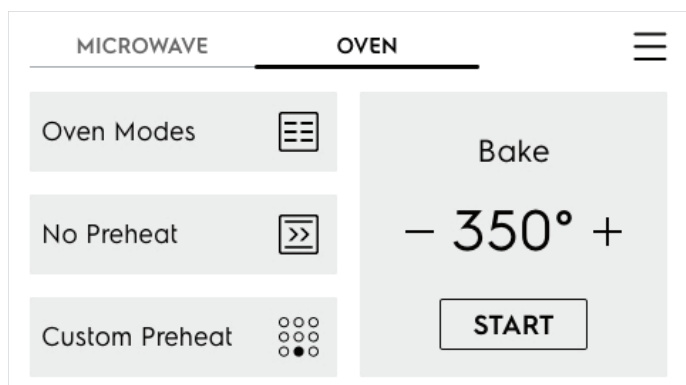 MICROWAVE
OVEN
Oven Modes
No Preheat
Custom Preheat
Bake
− 350° +
START